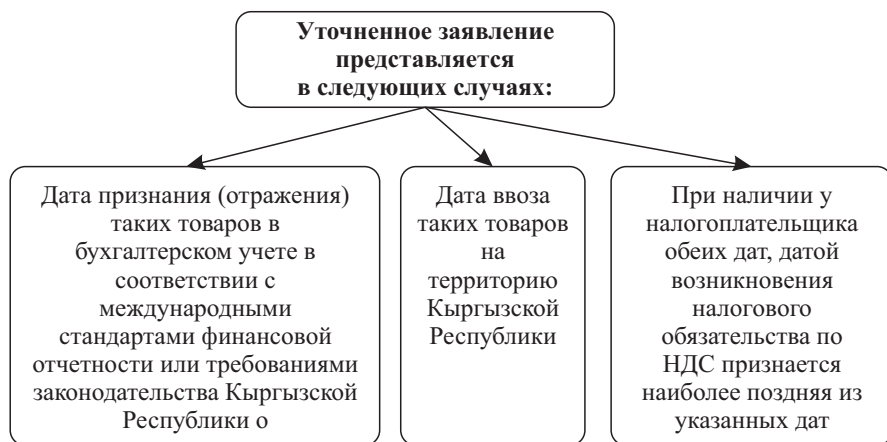 Уточненное заявление
представляется
в следующих случаях:
Дата признания (отражения)
таких товаров в
бухгалтерском учете в
соответствии с
международными
стандартами финансовой
отчетности или требованиями
законодательства Кыргызской
Республики о
Дата ввоза
таких товаров
на
территорию
Кыргызской
Республики
При наличии у
налогоплательщика
обеих дат, датой
возникновения
налогового
обязательства по
НДС признается
наиболее поздняя из
указанных дат